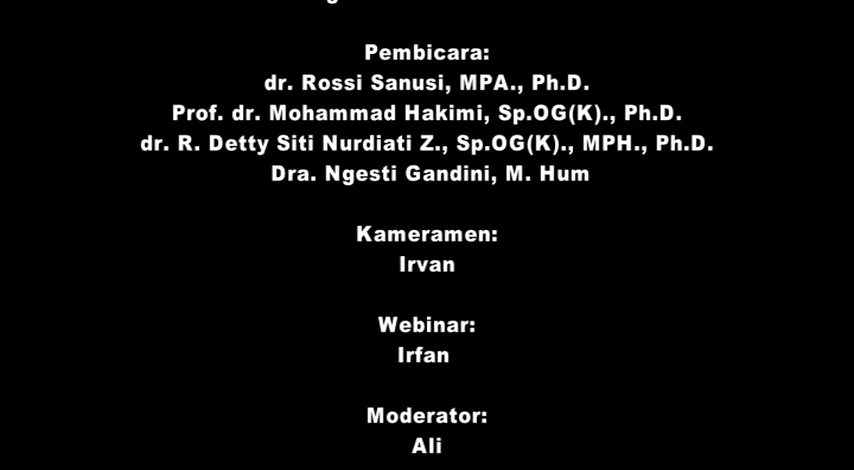 Pembicara:
dr. Rossi Sanusi, MPA., Ph.D.
Prof. dr. Mohammad Hakimi, Sp.OG(K)., Ph.D.
dr. R. Detty Siti Nurdiati Z., Sp.OG(K)., MPH., Ph.D.
Dra. Ngesti Gandini, M. Hum
Kameramen:
Irvan
Webinar:
Irfan
Moderator:
Ali